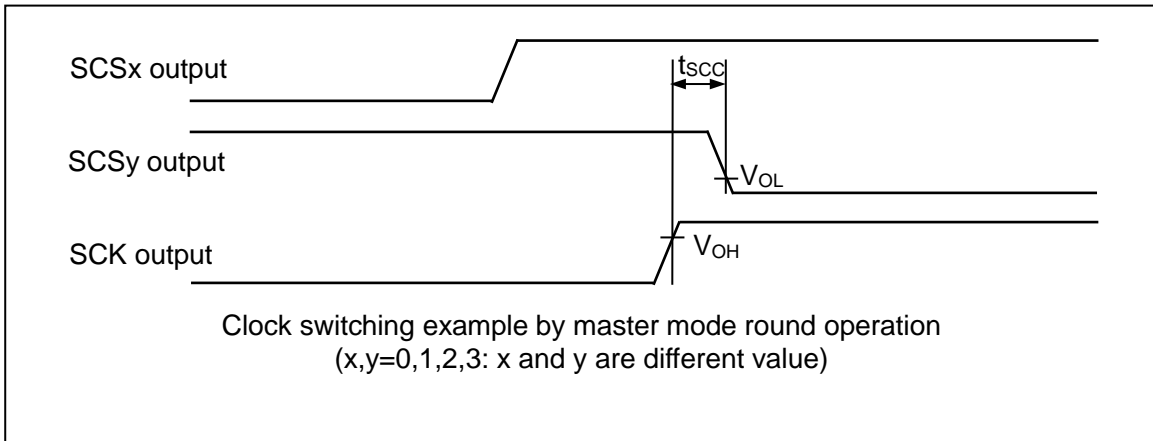 SCSx output
tSCC
SCSy output
VOL
SCK output
VOH
Clock switching example by master mode round operation
(x,y=0,1,2,3: x and y are different value)